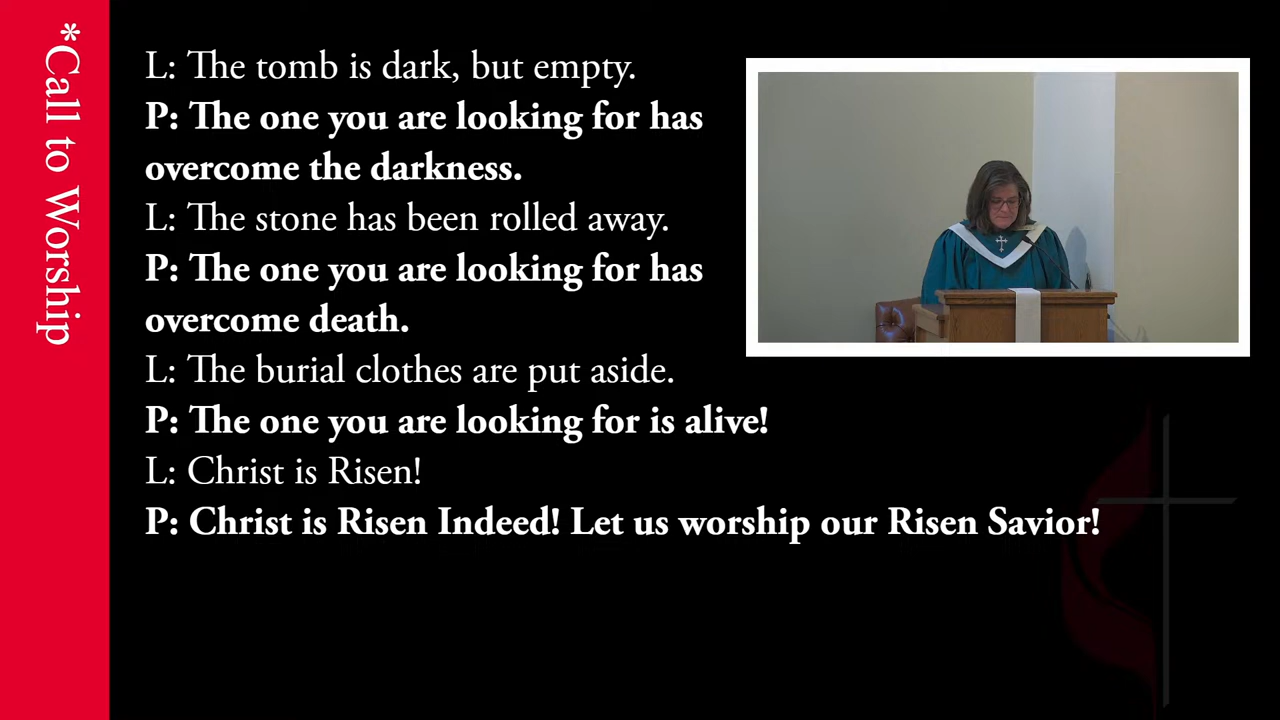 *Call to Worship
L: The tomb is dark, but empty.
P: The one you are looking for has
overcome the darkness.
L: The stone has been rolled away.
P: The one you are looking for has
overcome death.
L: The burial clothes are put aside.
P: The one you are looking for is alive!
L: Christ is Risen!
P: Christ is Risen Indeed! Let us worship our Risen Savior!